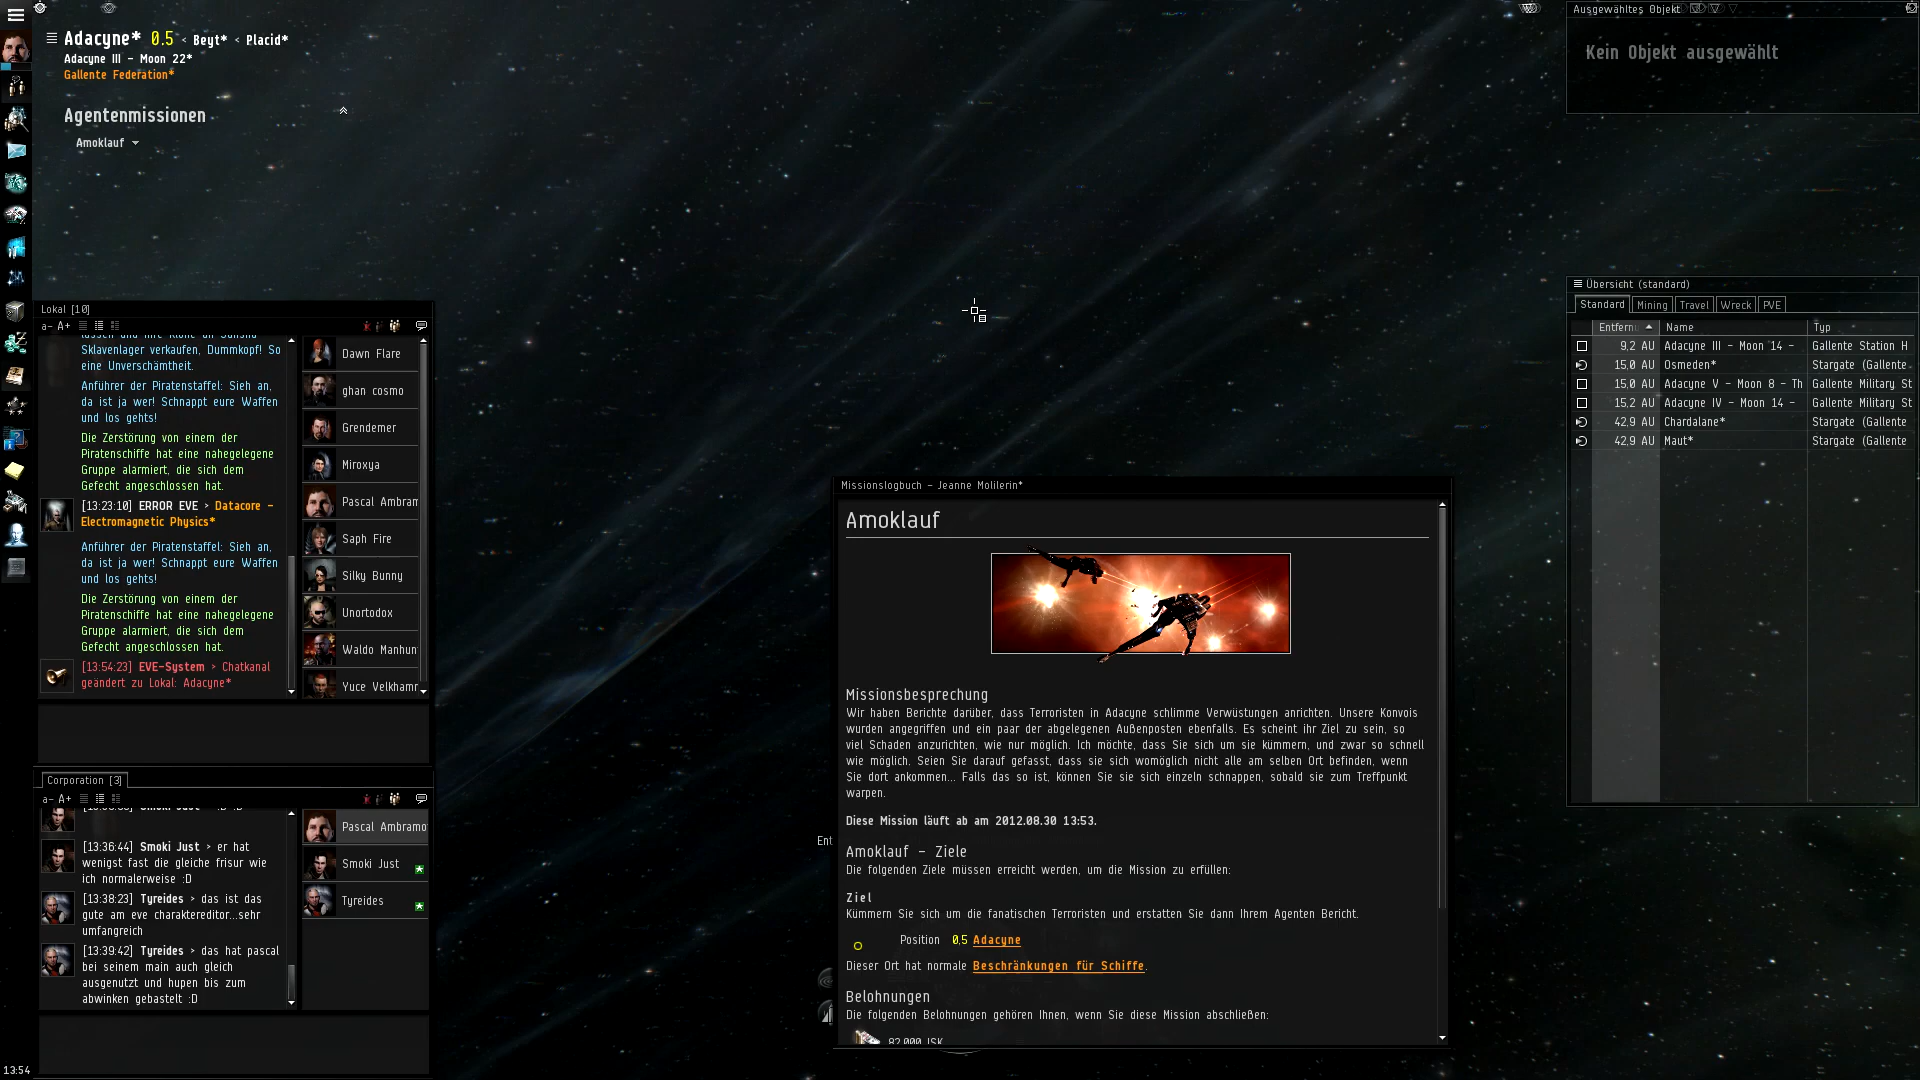 Adacyne* 0.5 < Beyt* < Placid*
Adacyne III - Moon 22*
Gallente Federation*
Agentenmissionen
Amoklauf
Ausgewähltes Objekt
Kein Objekt ausgewählt
Lokal [10]
a- A+
Sklavenlager verkaufen, Dummkopf! So
eine Unverschämtheit.
Anführer der Piratenstaffel: Sieh an,
da ist ja wer! Schnappt eure Waffen
und los gehts!
Die Zerstörung von einem der
Piratenschiffe hat eine nahegelegene
Gruppe alarmiert, die sich dem
Gefecht angeschlossen hat.
[13:23:10] ERROR EVE > Datacore -
Electromagnetic Physics*
Anführer der Piratenstaffel: Sieh an,
da ist ja wer! Schnappt eure Waffen
und los gehts!
Die Zerstörung von einem der
Piratenschiffe hat eine nahegelegene
Gruppe alarmiert, die sich dem
Gefecht angeschlossen hat.
[13:54:23] EVE-System > Chatkanal
geändert zu Lokal: Adacyne*
Dawn Flare
ghan cosmo
Grendemer
Miroxya
Pascal Ambram
Saph Fire
Silky Bunny
Unortodox
Waldo Manhun
Yuce Velkhamr
Corporation [3]
a- A+
Smoki Just
[13:36:44] Smoki Just > er hat
wenigst fast die gleiche frisur wie
ich normalerweise :D
[13:38:23] Tyreides > das ist das
gute am eve charaktereditor...sehr
umfangreich
[13:39:42] Tyreides > das hat pascal
bei seinem main auch gleich
ausgenutzt und hupen bis zum
abwinken gebastelt :D
Pascal Ambramo
Smoki Just
Tyreides
13:54
Ent
Missionslogbuch - Jeanne Molilerin*
Amoklauf
Missionsbesprechung
Wir haben Berichte darüber, dass Terroristen in Adacyne schlimme Verwüstungen anrichten. Unsere Konvois
wurden angegriffen und ein paar der abgelegenen Außenposten ebenfalls. Es scheint ihr Ziel zu sein, so
viel Schaden anzurichten, wie nur möglich. Ich möchte, dass Sie sich um sie kümmern, und zwar so schnell
wie möglich. Seien Sie darauf gefasst, dass sie sich womöglich nicht alle am selben Ort befinden, wenn
Sie dort ankommen... Falls das so ist, können Sie sie sich einzeln schnappen, sobald sie zum Treffpunkt
warpen.
Diese Mission läuft ab am 2012.08.30 13:53.
Amoklauf - Ziele
Die folgenden Ziele müssen erreicht werden, um die Mission zu erfüllen:
Ziel
Kümmern Sie sich um die fanatischen Terroristen und erstatten Sie dann Ihrem Agenten Bericht.
Position 0,5 Adacyne
Dieser Ort hat normale Beschränkungen für Schiffe.
Belohnungen
Die folgenden Belohnungen gehören Ihnen, wenn Sie diese Mission abschließen:
82.000 ISK
Übersicht (standard)
Standard Mining Travel Wreck PVE
Entfern Name Typ
9,2 AU Adacyne III - Moon 14 - Gallente Station H
15,0 AU Osmeden* Stargate (Gallente
15,0 AU Adacyne V - Moon 8 - Th Gallente Military St
15,2 AU Adacyne IV - Moon 14 - Gallente Military St
42,9 AU Chardalane* Stargate (Gallente
42,9 AU Maut* Stargate (Gallente